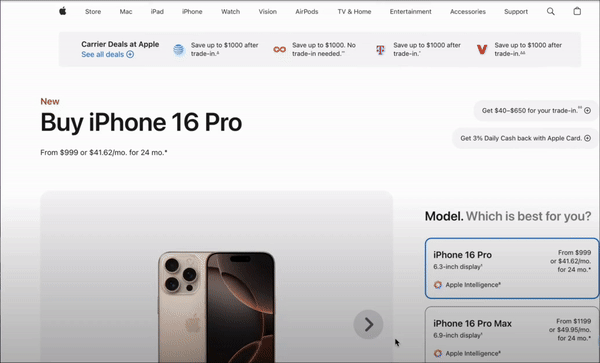 Store Mac iPad iPhone Watch Vision AirPods TV & Home Entertainment Accessories Support
Carrier Deals at Apple
See all deals
Save up to $1000 after
trade-in.
Save up to $1000. No
trade-in needed.
Save up to $1000 after
trade-in.
Save up to $1000 after
trade-in.
New
Buy iPhone 16 Pro
From $999 or $41.62/mo. for 24 mo.*
Get $40–$650 for your trade-in.
Get 3% Daily Cash back with Apple Card.
Model. Which is best for you?
iPhone 16 Pro
6.3-inch display
From $999
or $41.62/mo.
for 24 mo.*
Apple Intelligence
iPhone 16 Pro Max
6.9-inch display
From $1199
or $49.95/mo.
for 24 mo.*
Apple Intelligence